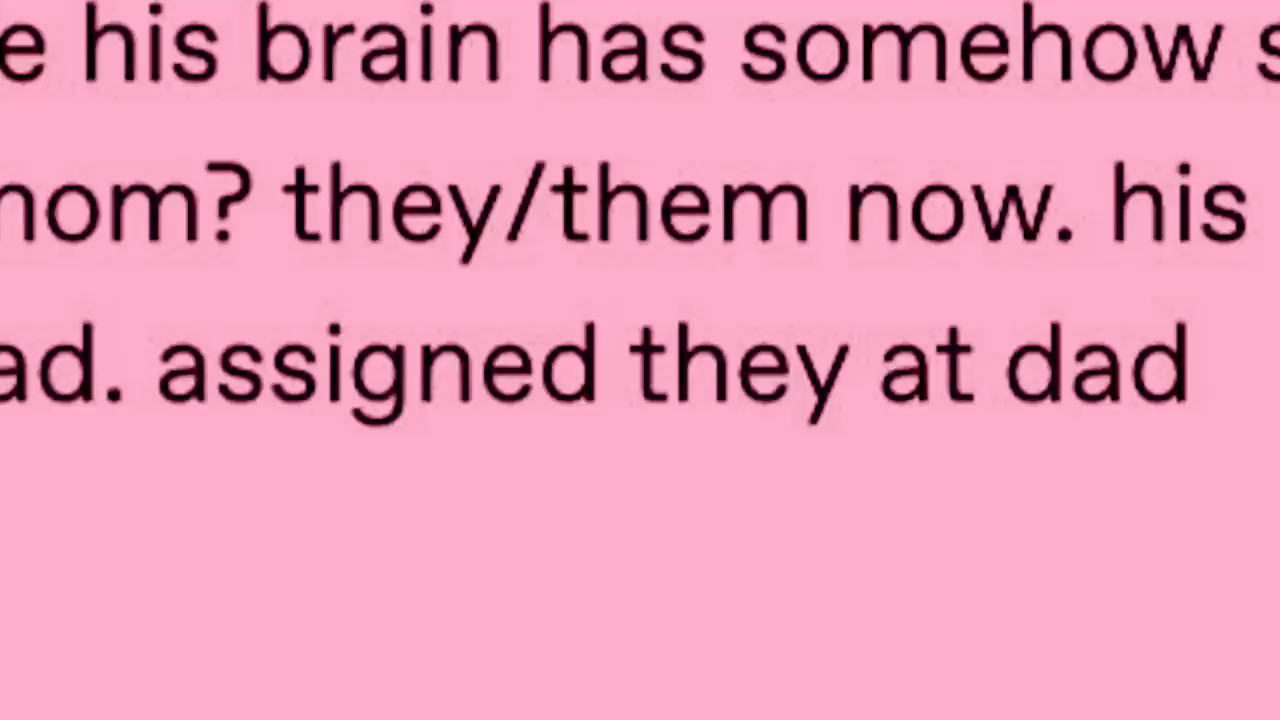 e his brain has somehow s
nom? they/them now. his
ad. assigned they at dad